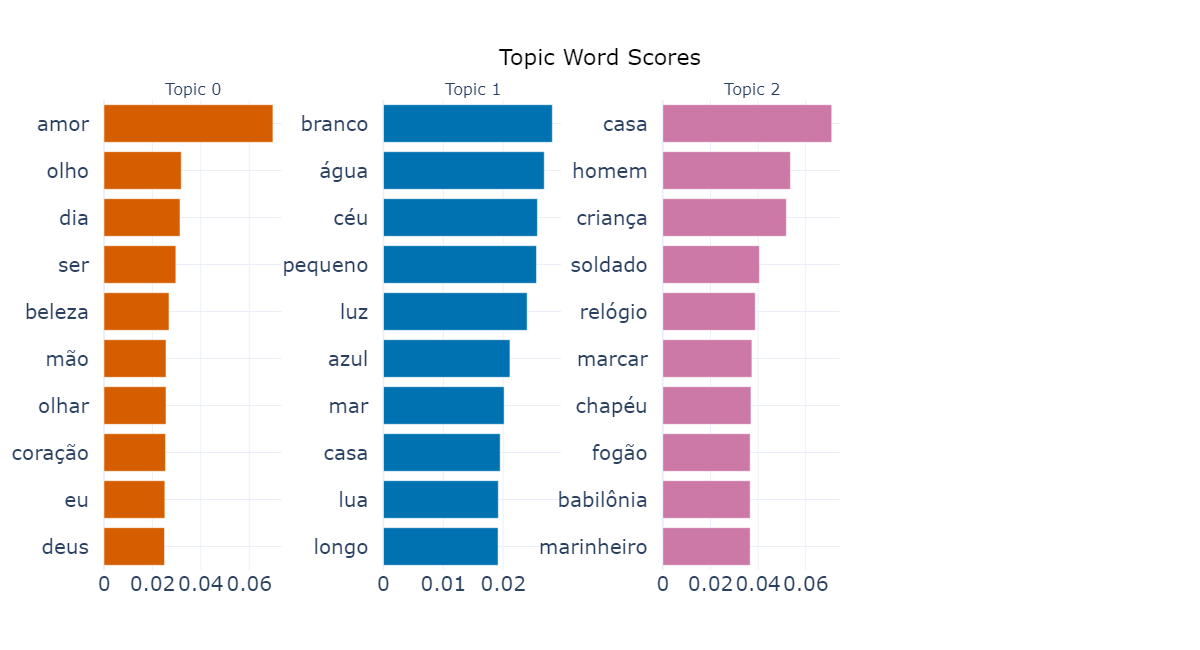 Topic Word Scores
Topic 0
amor
olho
dia
ser
beleza
mão
olhar
coração
eu
deus
0 0.02 0.04 0.06
Topic 1
branco
água
céu
pequeno
luz
azul
mar
casa
lua
longo
0 0.01 0.02
Topic 2
casa
homem
criança
soldado
relógio
marcar
chapéu
fogão
babilônia
marinheiro
0 0.02 0.04 0.06